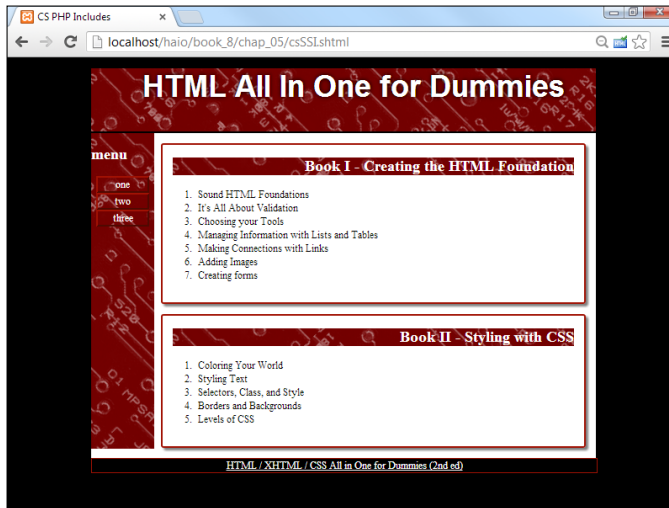 CS PHP Includes
localhost/haio/book_8/chap_05/csSSI.shtml
HTML All In One for Dummies
menu
one
two
three
Book I - Creating the HTML Foundation
1. Sound HTML Foundations
2. It's All About Validation
3. Choosing your Tools
4. Managing Information with Lists and Tables
5. Making Connections with Links
6. Adding Images
7. Creating forms
Book II - Styling with CSS
1. Coloring Your World
2. Styling Text
3. Selectors, Class, and Style
4. Borders and Backgrounds
5. Levels of CSS
HTML / XHTML / CSS All in One for Dummies (2nd ed)